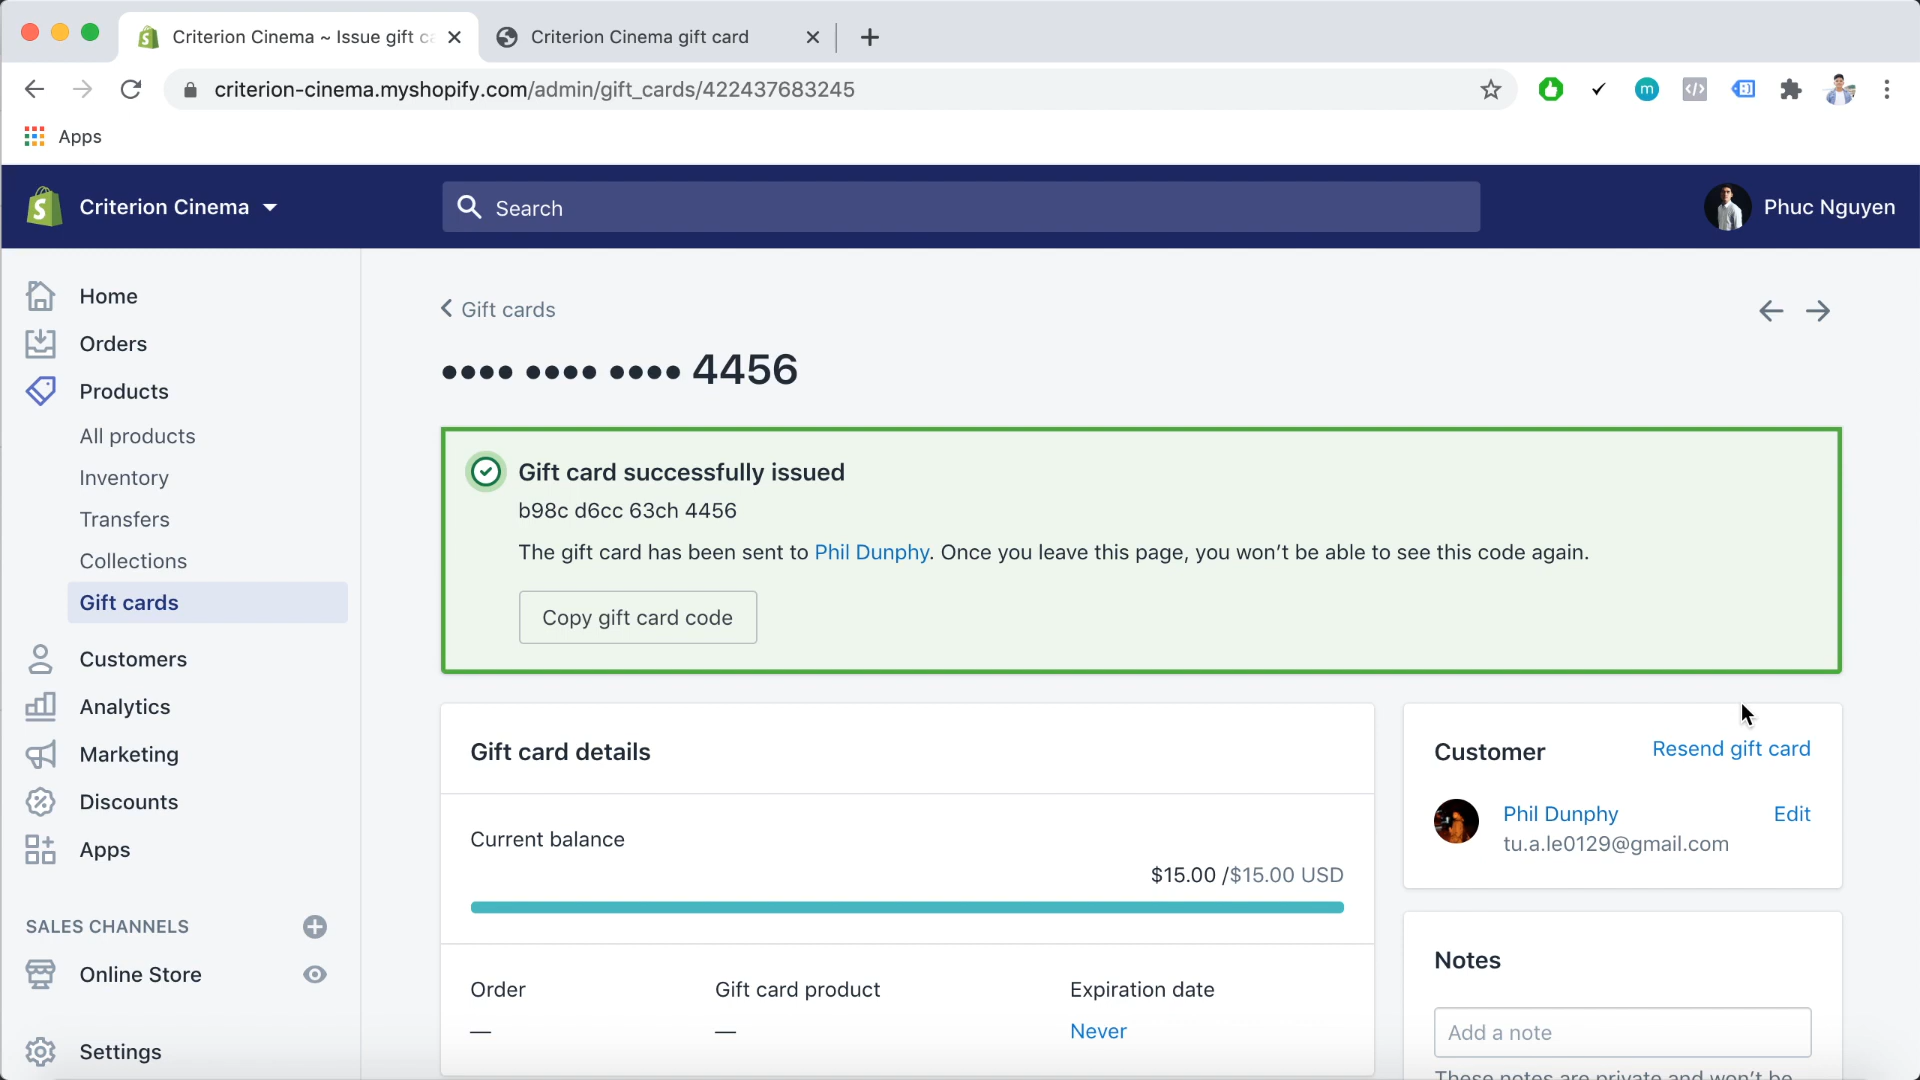 Criterion Cinema ~ Issue gift ca
Criterion Cinema gift card
criterion-cinema.myshopify.com/admin/gift_cards/422437683245
m
Apps
Criterion Cinema
Search
Phuc Nguyen
Home
Orders
Products
All products
Inventory
Transfers
Collections
Gift cards
Customers
Analytics
Marketing
Discounts
Apps
SALES CHANNELS
Online Store
Settings
Gift cards
•••• •••• •••• 4456
Gift card successfully issued
b98c d6cc 63ch 4456
The gift card has been sent to Phil Dunphy. Once you leave this page, you won’t be able to see this code again.
Copy gift card code
Gift card details
Current balance
$15.00 /$15.00 USD
Order
Gift card product
Expiration date
—
—
Never
Customer
Resend gift card
Phil Dunphy
Edit
tu.a.le0129@gmail.com
Notes
Add a note
These notes are private and won't be